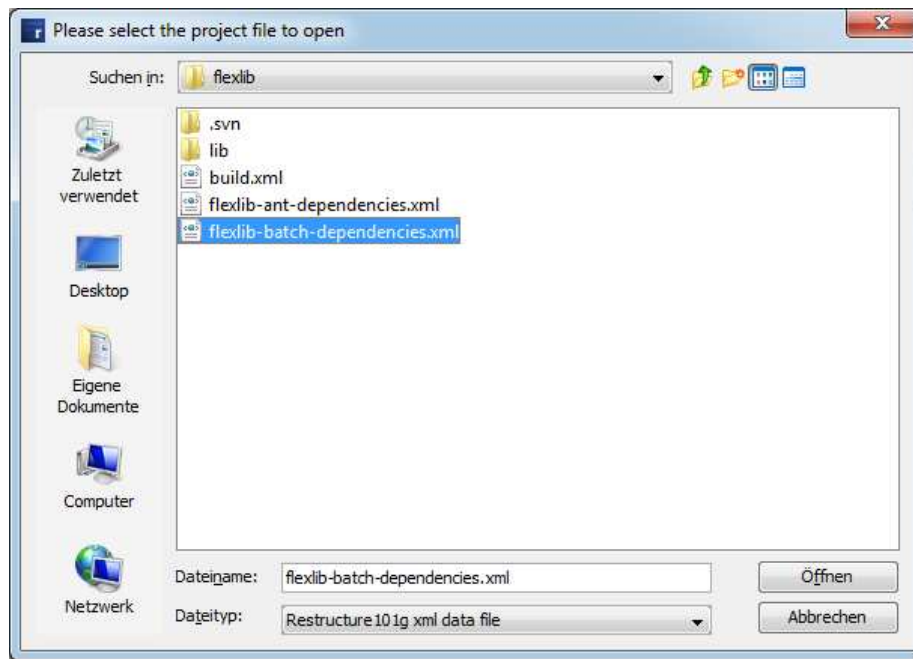 r Please select the project file to open X
Suchen in: flexlib
.svn
lib
build.xml
flexlib-ant-dependencies.xml
flexlib-batch-dependencies.xml
Zuletzt
verwendet
Desktop
Eigene
Dokumente
Computer
Netzwerk
Dateiname: flexlib-batch-dependencies.xml Öffnen
Dateityp: Restructure101g xml data file Abbrechen